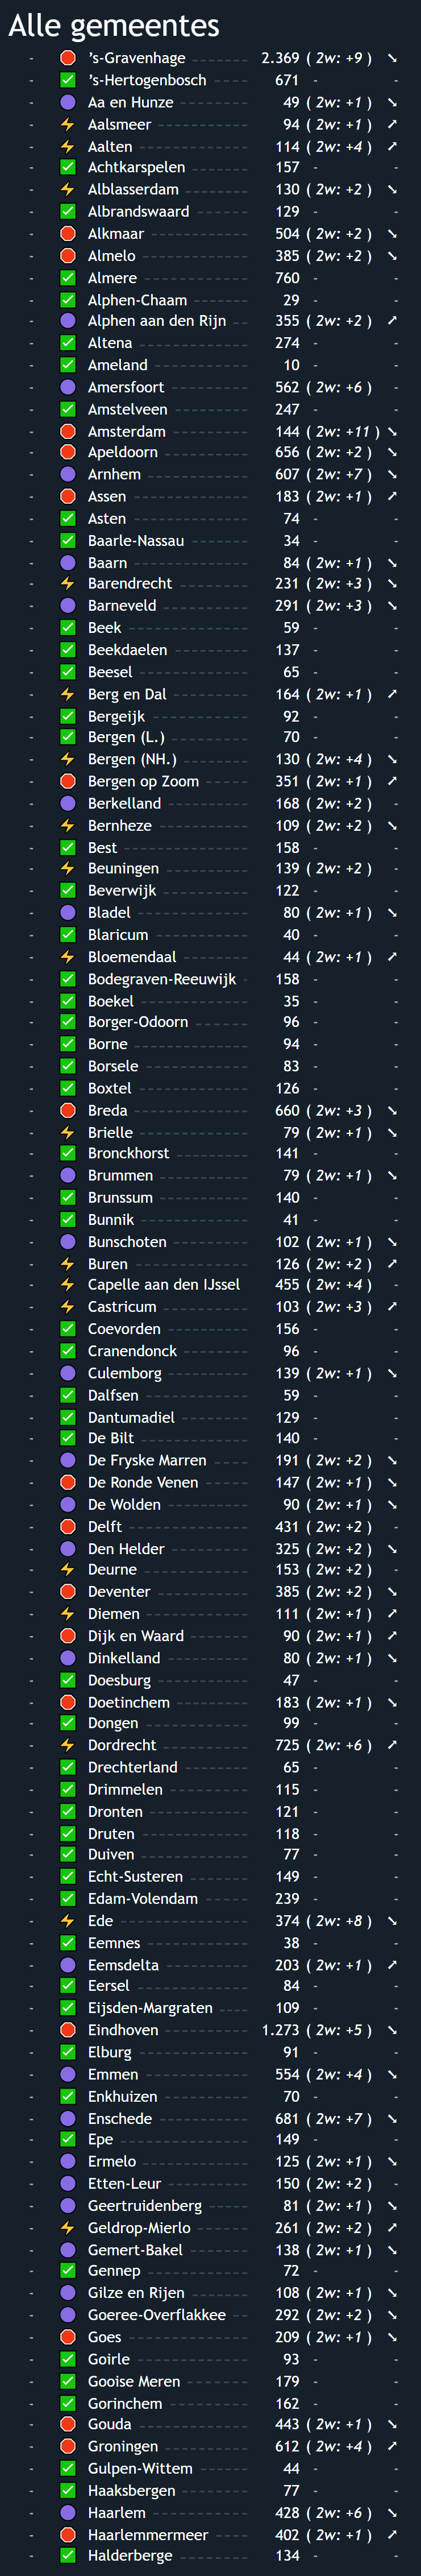 Alle gemeentes
- 's-Gravenhage 2.369 ( 2w: +9 ) ↘
- ✅ 's-Hertogenbosch 671 - -
- Aa en Hunze 49 ( 2w: +1 ) ↘
- ⚡ Aalsmeer 94 ( 2w: +1 ) ↗
- ⚡ Aalten 114 ( 2w: +4 ) ↗
- ✅ Achtkarspelen 157 - -
- ⚡ Alblasserdam 130 ( 2w: +2 ) ↘
- ✅ Albrandswaard 129 - -
- Alkmaar 504 ( 2w: +2 ) ↘
- Almelo 385 ( 2w: +2 ) ↘
- ✅ Almere 760 - -
- ✅ Alphen-Chaam 29 - -
- Alphen aan den Rijn 355 ( 2w: +2 ) ↗
- ✅ Altena 274 - -
- ✅ Ameland 10 - -
- Amersfoort 562 ( 2w: +6 ) -
- ✅ Amstelveen 247 - -
- Amsterdam 144 ( 2w: +11 ) ↘
- Apeldoorn 656 ( 2w: +2 ) ↘
- Arnhem 607 ( 2w: +7 ) ↘
- Assen 183 ( 2w: +1 ) ↗
- ✅ Asten 74 - -
- ✅ Baarle-Nassau 34 - -
- Baarn 84 ( 2w: +1 ) ↘
- ⚡ Barendrecht 231 ( 2w: +3 ) ↘
- Barneveld 291 ( 2w: +3 ) ↘
- ✅ Beek 59 - -
- ✅ Beekdaelen 137 - -
- ✅ Beesel 65 - -
- ⚡ Berg en Dal 164 ( 2w: +1 ) ↗
- ✅ Bergeijk 92 - -
- ✅ Bergen (L.) 70 - -
- ⚡ Bergen (NH.) 130 ( 2w: +4 ) ↘
- Bergen op Zoom 351 ( 2w: +1 ) ↗
- Berkelland 168 ( 2w: +2 ) -
- ⚡ Bernheze 109 ( 2w: +2 ) ↘
- ✅ Best 158 - -
- ⚡ Beuningen 139 ( 2w: +2 ) -
- ✅ Beverwijk 122 - -
- Bladel 80 ( 2w: +1 ) ↘
- ✅ Blaricum 40 - -
- ⚡ Bloemendaal 44 ( 2w: +1 ) ↗
- ✅ Bodegraven-Reeuwijk 158 - -
- ✅ Boekel 35 - -
- ✅ Borger-Odoorn 96 - -
- ✅ Borne 94 - -
- ✅ Borsele 83 - -
- ✅ Boxtel 126 - -
- Breda 660 ( 2w: +3 ) ↘
- ⚡ Brielle 79 ( 2w: +1 ) ↘
- ✅ Bronckhorst 141 - -
- Brummen 79 ( 2w: +1 ) ↘
- ✅ Brunssum 140 - -
- ✅ Bunnik 41 - -
- Bunschoten 102 ( 2w: +1 ) ↘
- ⚡ Buren 126 ( 2w: +2 ) ↗
- ⚡ Capelle aan den IJssel 455 ( 2w: +4 ) -
- ⚡ Castricum 103 ( 2w: +3 ) ↗
- ✅ Coevorden 156 - -
- ✅ Cranendonck 96 - -
- Culemborg 139 ( 2w: +1 ) ↘
- ✅ Dalfsen 59 - -
- ✅ Dantumadiel 129 - -
- ✅ De Bilt 140 - -
- De Fryske Marren 191 ( 2w: +2 ) ↘
- De Ronde Venen 147 ( 2w: +1 ) ↘
- De Wolden 90 ( 2w: +1 ) ↘
- Delft 431 ( 2w: +2 ) -
- Den Helder 325 ( 2w: +2 ) ↘
- ⚡ Deurne 153 ( 2w: +2 ) -
- Deventer 385 ( 2w: +2 ) ↘
- ⚡ Diemen 111 ( 2w: +1 ) ↗
- Dijk en Waard 90 ( 2w: +1 ) ↗
- Dinkelland 80 ( 2w: +1 ) ↘
- ✅ Doesburg 47 - -
- Doetinchem 183 ( 2w: +1 ) ↘
- ✅ Dongen 99 - -
- ⚡ Dordrecht 725 ( 2w: +6 ) ↗
- ✅ Drechterland 65 - -
- ✅ Drimmelen 115 - -
- ✅ Dronten 121 - -
- ✅ Druten 118 - -
- ✅ Duiven 77 - -
- ✅ Echt-Susteren 149 - -
- ✅ Edam-Volendam 239 - -
- ⚡ Ede 374 ( 2w: +8 ) ↘
- ✅ Eemnes 38 - -
- Eemsdelta 203 ( 2w: +1 ) ↗
- ✅ Eersel 84 - -
- ✅ Eijsden-Margraten 109 - -
- Eindhoven 1.273 ( 2w: +5 ) ↘
- ✅ Elburg 91 - -
- Emmen 554 ( 2w: +4 ) ↘
- ✅ Enkhuizen 70 - -
- Enschede 681 ( 2w: +7 ) ↘
- ✅ Epe 149 - -
- Ermelo 125 ( 2w: +1 ) ↘
- Etten-Leur 150 ( 2w: +2 ) -
- Geertruidenberg 81 ( 2w: +1 ) ↘
- ⚡ Geldrop-Mierlo 261 ( 2w: +2 ) ↗
- Gemert-Bakel 138 ( 2w: +1 ) ↘
- ✅ Gennep 72 - -
- Gilze en Rijen 108 ( 2w: +1 ) ↘
- Goeree-Overflakkee 292 ( 2w: +2 ) ↘
- Goes 209 ( 2w: +1 ) ↘
- ✅ Goirle 93 - -
- ✅ Gooise Meren 179 - -
- ✅ Gorinchem 162 - -
- Gouda 443 ( 2w: +1 ) ↘
- Groningen 612 ( 2w: +4 ) ↗
- ✅ Gulpen-Wittem 44 - -
- ✅ Haaksbergen 77 - -
- Haarlem 428 ( 2w: +6 ) ↘
- Haarlemmermeer 402 ( 2w: +1 ) ↗
- ✅ Halderberge 134 - -